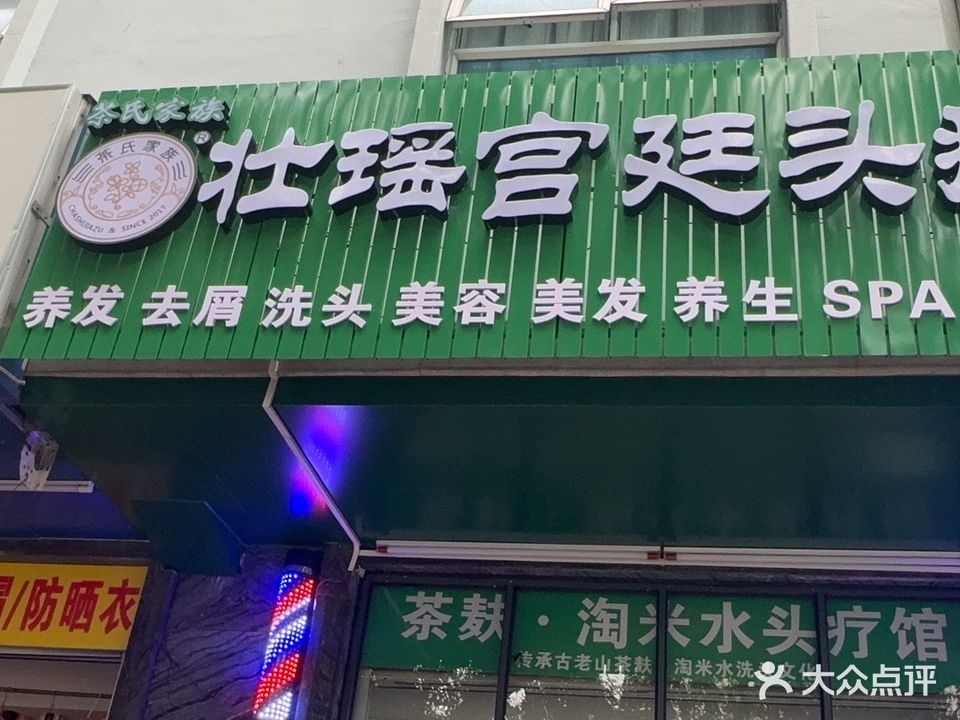 茶氏家族
茶氏家族
CHASHIJIAZU & SINCE 2017
®
壮瑶宫廷头
养发 去屑 洗头 美容 美发 养生 SPA
/防晒衣
茶麸·淘米水头疗馆
传承古老山茶麸 淘米水洗 文化
大众点评